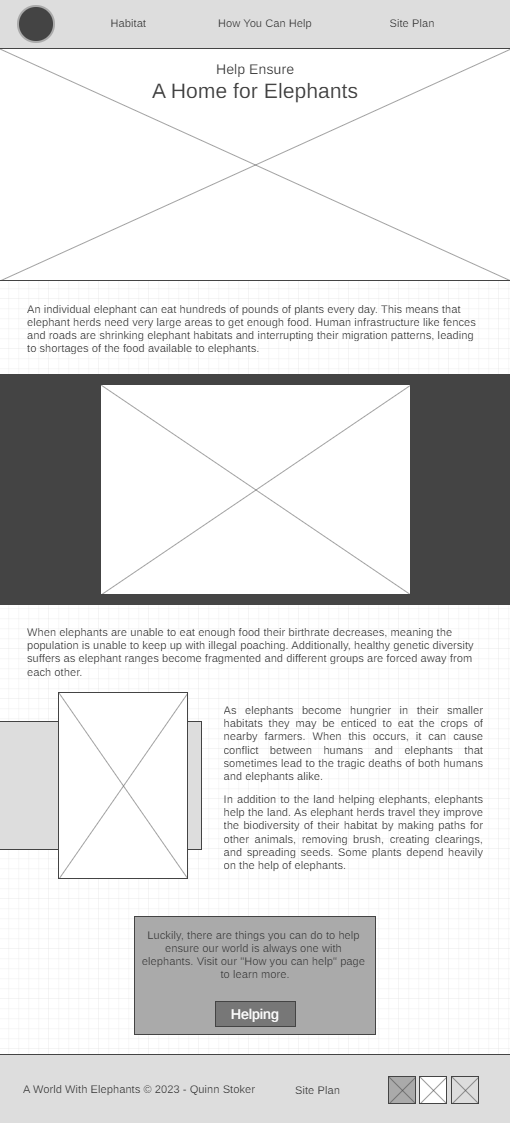 Habitat How You Can Help Site Plan
Help Ensure
A Home for Elephants
An individual elephant can eat hundreds of pounds of plants every day. This means that
elephant herds need very large areas to get enough food. Human infrastructure like fences
and roads are shrinking elephant habitats and interrupting their migration patterns, leading
to shortages of the food available to elephants.
When elephants are unable to eat enough food their birthrate decreases, meaning the
population is unable to keep up with illegal poaching. Additionally, healthy genetic diversity
suffers as elephant ranges become fragmented and different groups are forced away from
each other.
As elephants become hungrier in their smaller
habitats they may be enticed to eat the crops of
nearby farmers. When this occurs, it can cause
conflict between humans and elephants that
sometimes lead to the tragic deaths of both humans
and elephants alike.
In addition to the land helping elephants, elephants
help the land. As elephant herds travel they improve
the biodiversity of their habitat by making paths for
other animals, removing brush, creating clearings,
and spreading seeds. Some plants depend heavily
on the help of elephants.
Luckily, there are things you can do to help
ensure our world is always one with
elephants. Visit our "How you can help" page
to learn more.
Helping
A World With Elephants © 2023 - Quinn Stoker Site Plan